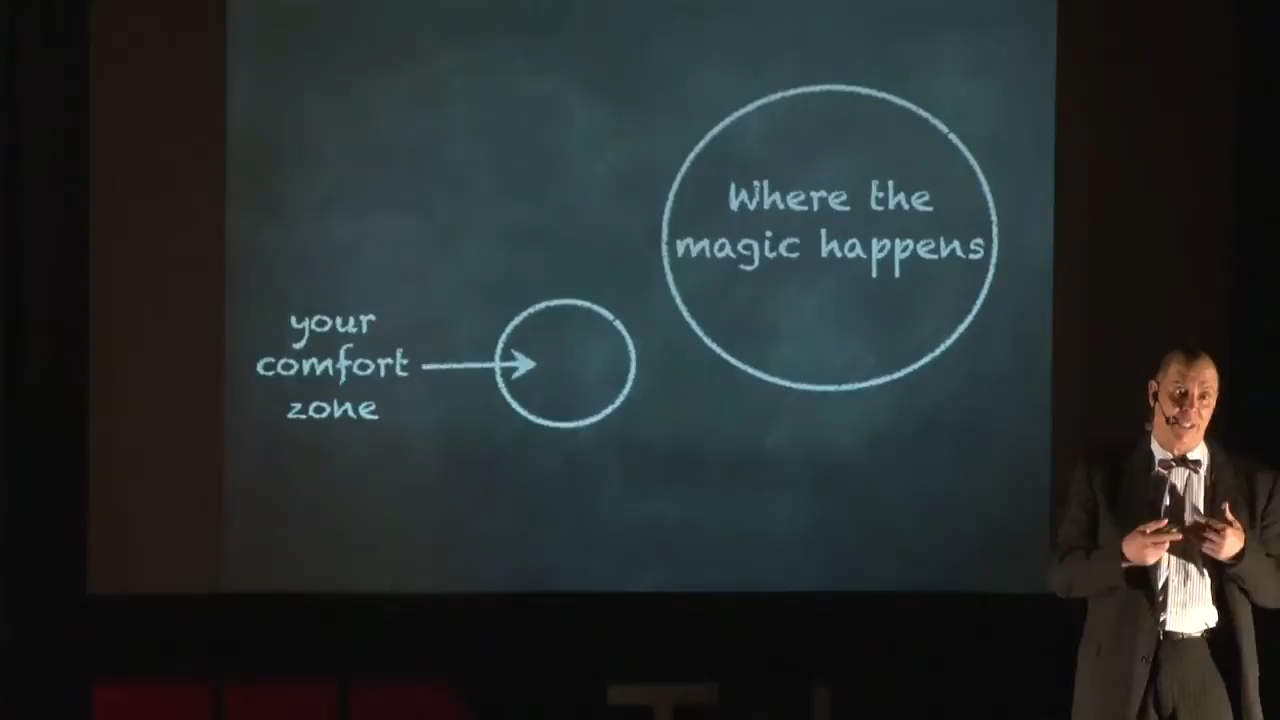 Where the
magic happens
your
comfort
zone